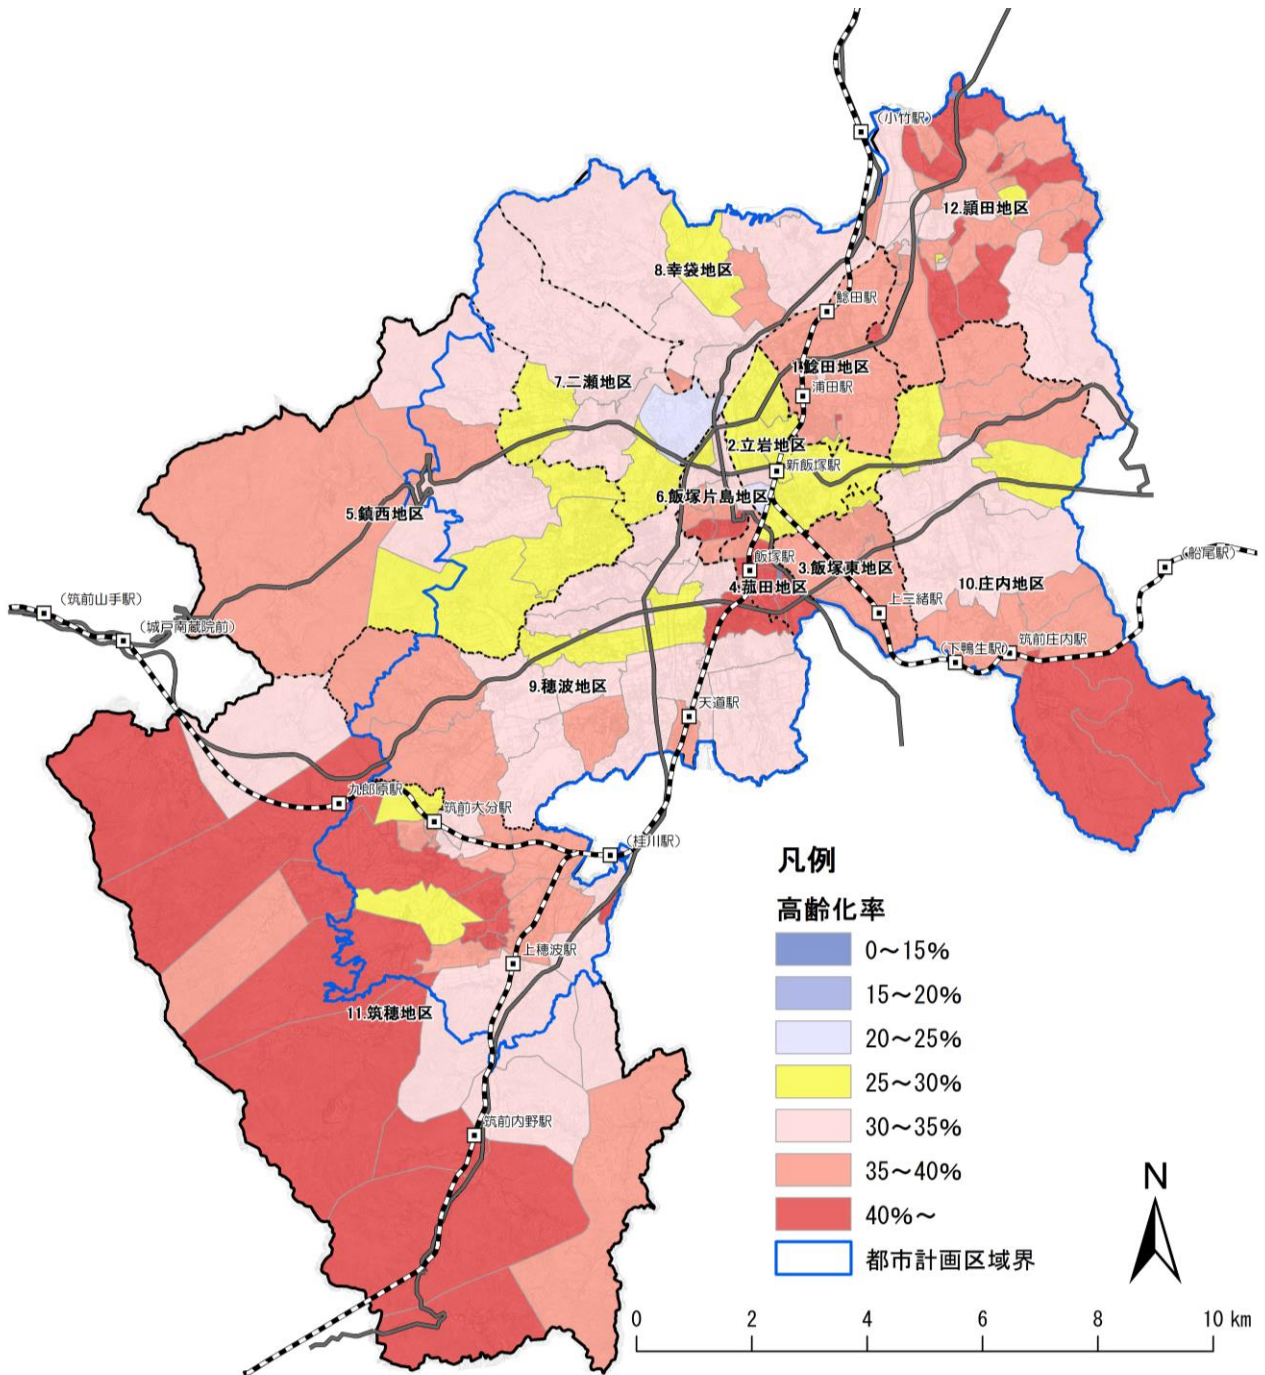 (小竹駅)
12.頴田地区
8.幸袋地区
鯰田駅
1.鯰田地区
7.二瀬地区
浦田駅
2.立岩地区
新飯塚駅
6.飯塚片島地区
5.鎮西地区
(船尾駅)
飯塚駅
3.飯塚東地区
4.菰田地区
10.庄内地区
(筑前山手駅)
上三緒駅
(城戸南蔵院前)
筑前庄内駅
(下鴨生駅)
9.穂波地区
天道駅
九郎原駅
筑前大分駅
(桂川駅)
凡例
高齢化率
0~15%
上穂波駅
15~20%
11.筑穂地区
20~25%
25~30%
筑前内野駅
30~35%
35~40%
N
40%~
都市計画区域界
0 2 4 6 8 10 km